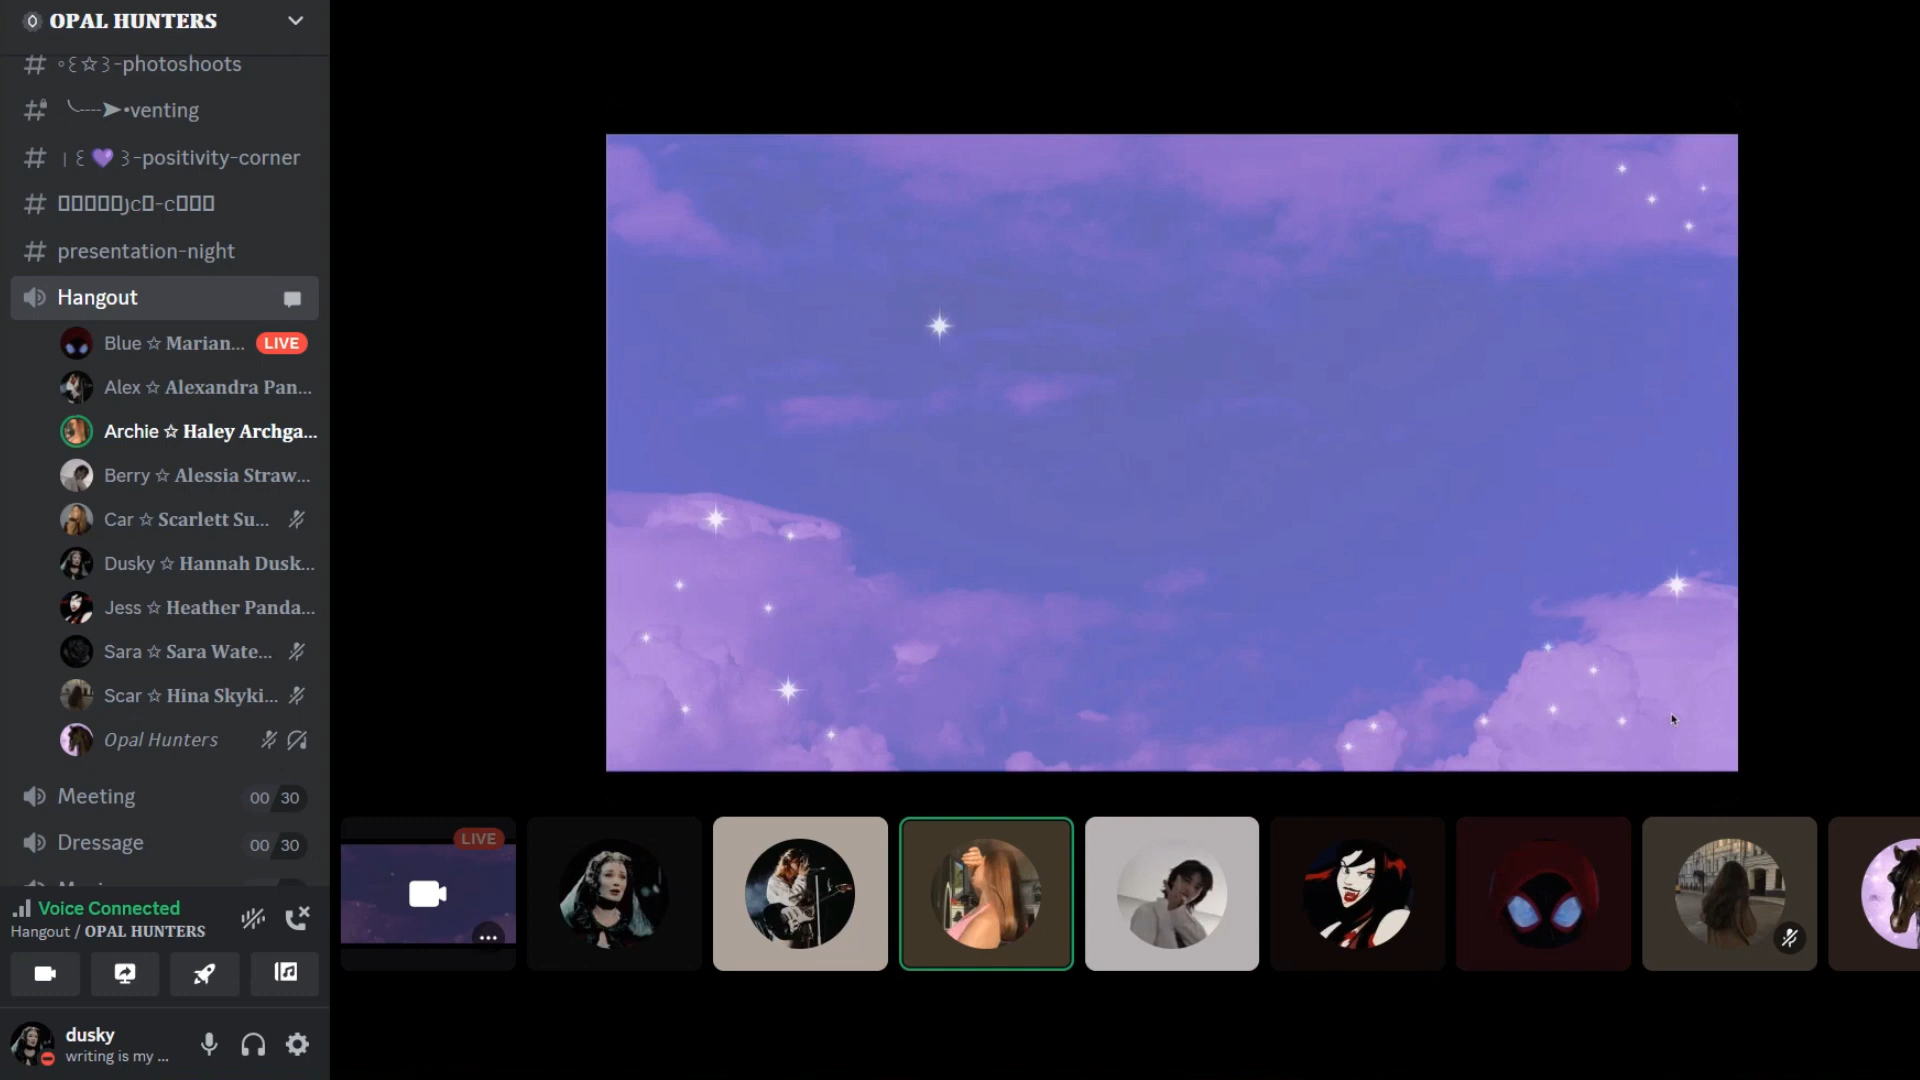 OPAL HUNTERS
# ◦꒰☆꒱-photoshoots
# ╰┈➤•venting
# ｜꒰💜꒱-positivity-corner
# ▯▯▯▯▯ȷᴄ▯-ᴄ▯▯▯
# presentation-night
Hangout
Blue ☆ Marian... LIVE
Alex ☆ Alexandra Pan...
Archie ☆ Haley Archga...
Berry ☆ Alessia Straw...
Car ☆ Scarlett Su...
Dusky ☆ Hannah Dusk...
Jess ☆ Heather Panda...
Sara ☆ Sara Wate...
Scar ☆ Hina Skyki...
Opal Hunters
Meeting 00 30
Dressage 00 30
LIVE
Voice Connected
Hangout / OPAL HUNTERS
dusky
writing is my ...